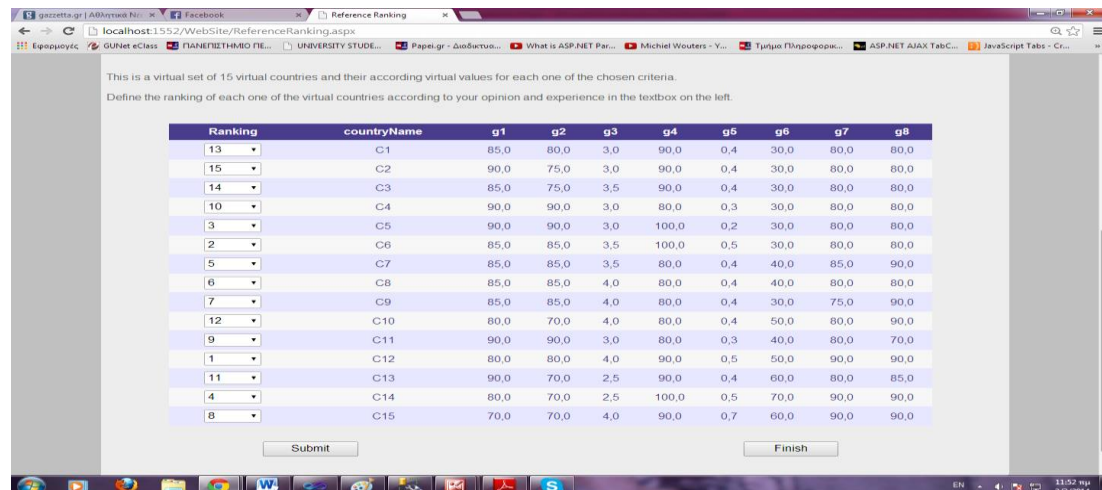 gazzetta.gr | Αθλητικά Νέ
Facebook
Reference Ranking
localhost:1552/WebSite/ReferenceRanking.aspx
Εφαρμογές GUNet eClass ΠΑΝΕΠΙΣΤΗΜΙΟ ΠΕ... UNIVERSITY STUDE... Papei.gr - Διαδικτυα... What is ASP.NET Par... Michiel Wouters - Y... Τμήμα Πληροφορικ... ASP.NET AJAX TabC... JavaScript Tabs - Cr...
This is a virtual set of 15 virtual countries and their according virtual values for each one of the chosen criteria.
Define the ranking of each one of the virtual countries according to your opinion and experience in the textbox on the left.
Ranking countryName g1 g2 g3 g4 g5 g6 g7 g8
13 C1 85,0 80,0 3,0 90,0 0,4 30,0 80,0 80,0
15 C2 90,0 75,0 3,0 90,0 0,4 30,0 80,0 80,0
14 C3 85,0 75,0 3,5 90,0 0,4 30,0 80,0 80,0
10 C4 90,0 90,0 3,0 80,0 0,3 30,0 80,0 80,0
3 C5 90,0 90,0 3,0 100,0 0,2 30,0 80,0 80,0
2 C6 85,0 85,0 3,5 100,0 0,5 30,0 80,0 80,0
5 C7 85,0 85,0 3,5 80,0 0,4 40,0 85,0 90,0
6 C8 85,0 85,0 4,0 80,0 0,4 40,0 80,0 80,0
7 C9 85,0 85,0 4,0 80,0 0,4 30,0 75,0 90,0
12 C10 80,0 70,0 4,0 80,0 0,4 50,0 80,0 90,0
9 C11 90,0 90,0 3,0 80,0 0,3 40,0 80,0 70,0
1 C12 80,0 80,0 4,0 90,0 0,5 50,0 90,0 90,0
11 C13 90,0 70,0 2,5 90,0 0,4 60,0 80,0 85,0
4 C14 80,0 70,0 2,5 100,0 0,5 70,0 90,0 90,0
8 C15 70,0 70,0 4,0 90,0 0,7 60,0 90,0 90,0
Submit Finish
EN 11:52 πμ